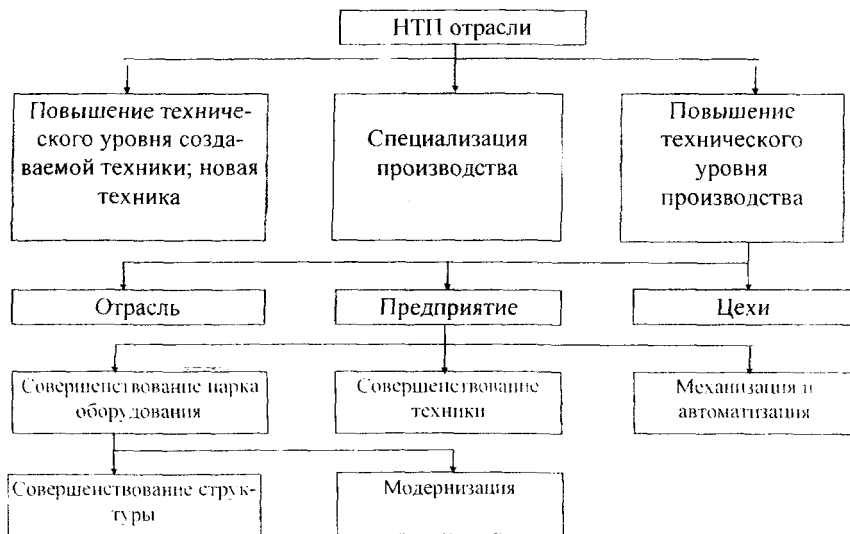 НТП отрасли
Повышение техниче-
ского уровня созда-
ваемой техники; новая
техника
Специализация
производства
Повышение
технического
уровня
производства
Отрасль
Предприятие
Цехи
Совершенствование парка
оборудования
Совершенствование
техники
Механизация и
автоматизация
Совершенствование струк-
туры
Модернизация